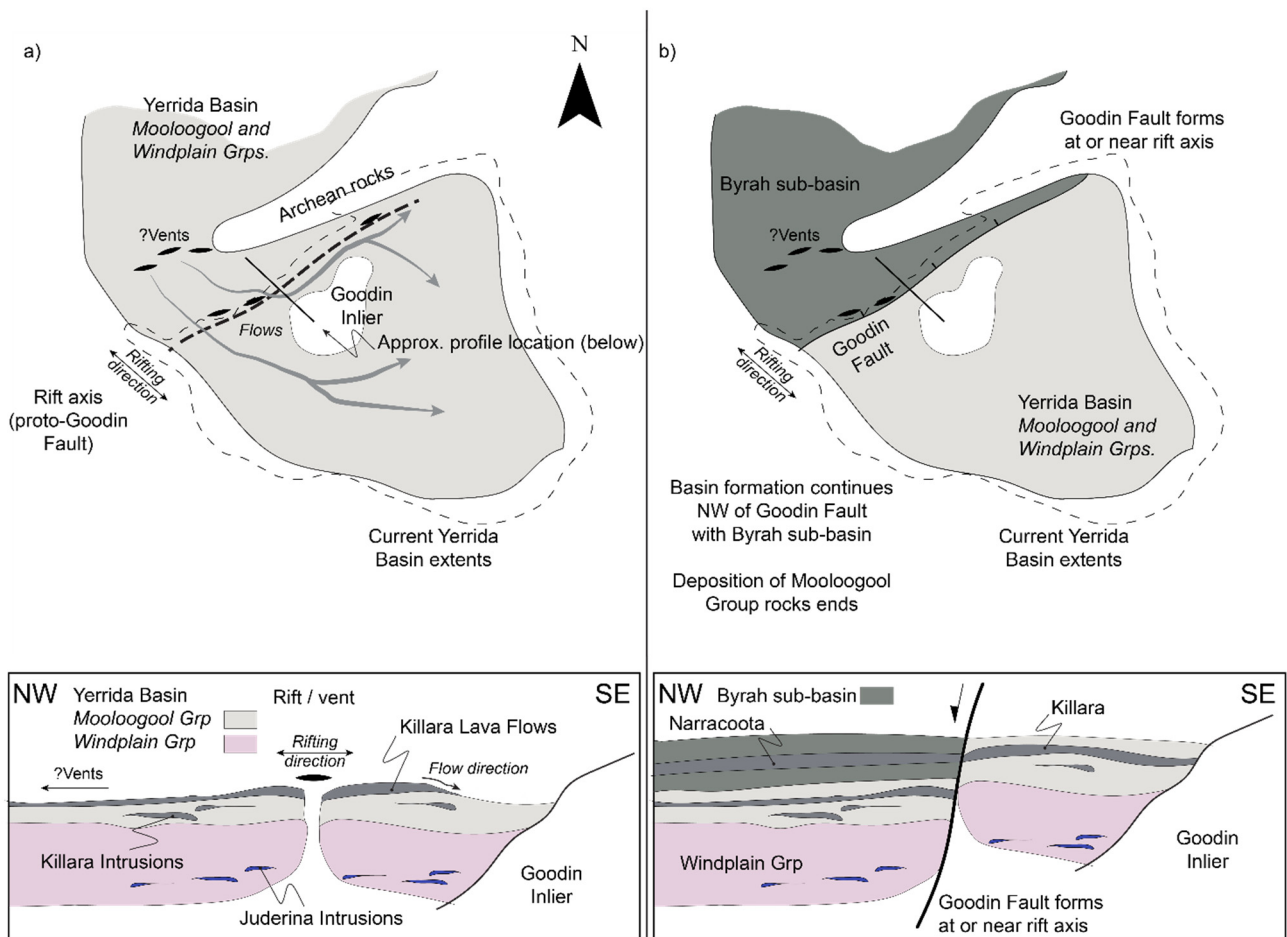 a)
N
Yerrida Basin
Mooloogool and
Windplain Grps.
Archean rocks
?Vents
Goodin
Inlier
Flows
Approx. profile location (below)
Rifting
direction
Rift axis
(proto-Goodin
Fault)
Current Yerrida
Basin extents
b)
Goodin Fault forms
at or near rift axis
Byrah sub-basin
?Vents
Goodin
Fault
Rifting
direction
Yerrida Basin
Mooloogool and
Windplain Grps.
Basin formation continues
NW of Goodin Fault
with Byrah sub-basin
Current Yerrida
Basin extents
Deposition of Mooloogool
Group rocks ends
NW
Yerrida Basin
Mooloogool Grp
Windplain Grp
Rift / vent
SE
Killara Lava Flows
Rifting
direction
?Vents
Flow direction
Killara Intrusions
Goodin
Inlier
Juderina Intrusions
NW
Byrah sub-basin
SE
Narracoota
Killara
Windplain Grp
Goodin
Inlier
Goodin Fault forms
at or near rift axis